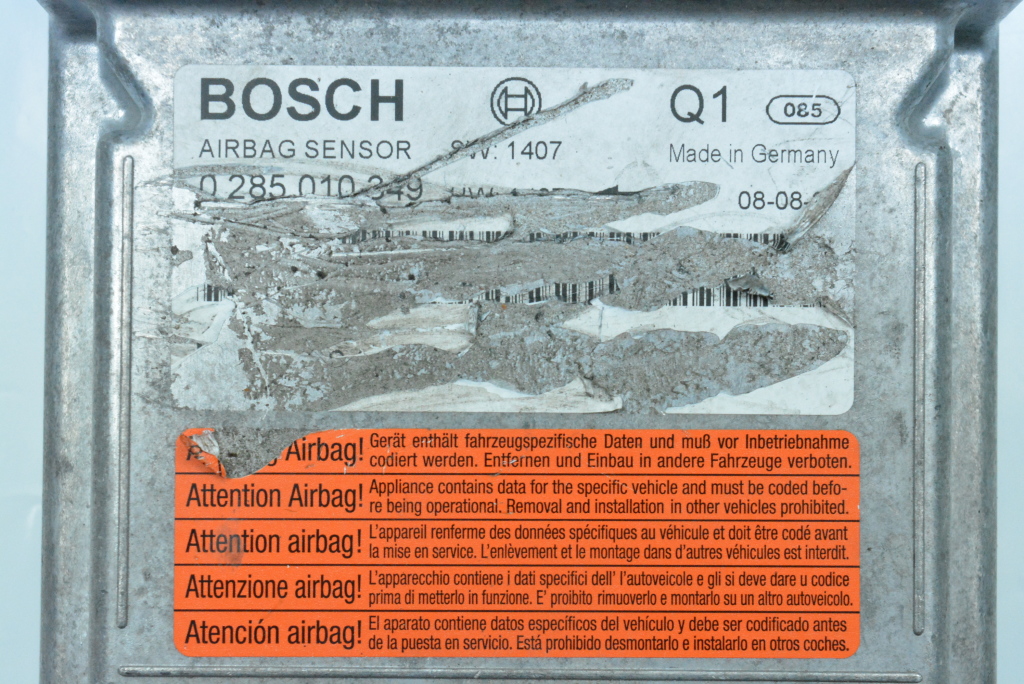 BOSCH
Q1 085
AIRBAG SENSOR SW: 1407
Made in Germany
0 285 010 349
08-08-
Airbag! Gerät enthält fahrzeugspezifische Daten und muß vor Inbetriebnahme
codiert werden. Entfernen und Einbau in andere Fahrzeuge verboten.
Attention Airbag! Appliance contains data for the specific vehicle and must be coded befo-
re being operational. Removal and installation in other vehicles prohibited.
Attention airbag! L'appareil renferme des données spécifiques au véhicule et doit être codé avant
la mise en service. L'enlèvement et le montage dans d'autres véhicules est interdit.
Attenzione airbag! L'apparecchio contiene i dati specifici dell' l'autoveicole e gli si deve dare u codice
prima di metterlo in funzione. E' proibito rimuoverlo e montarlo su un altro autoveicolo.
Atención airbag! El aparato contiene datos específicos del vehículo y debe ser codificado antes
de la puesta en servicio. Está prohibido desmontarlo e instalarlo en otros coches.